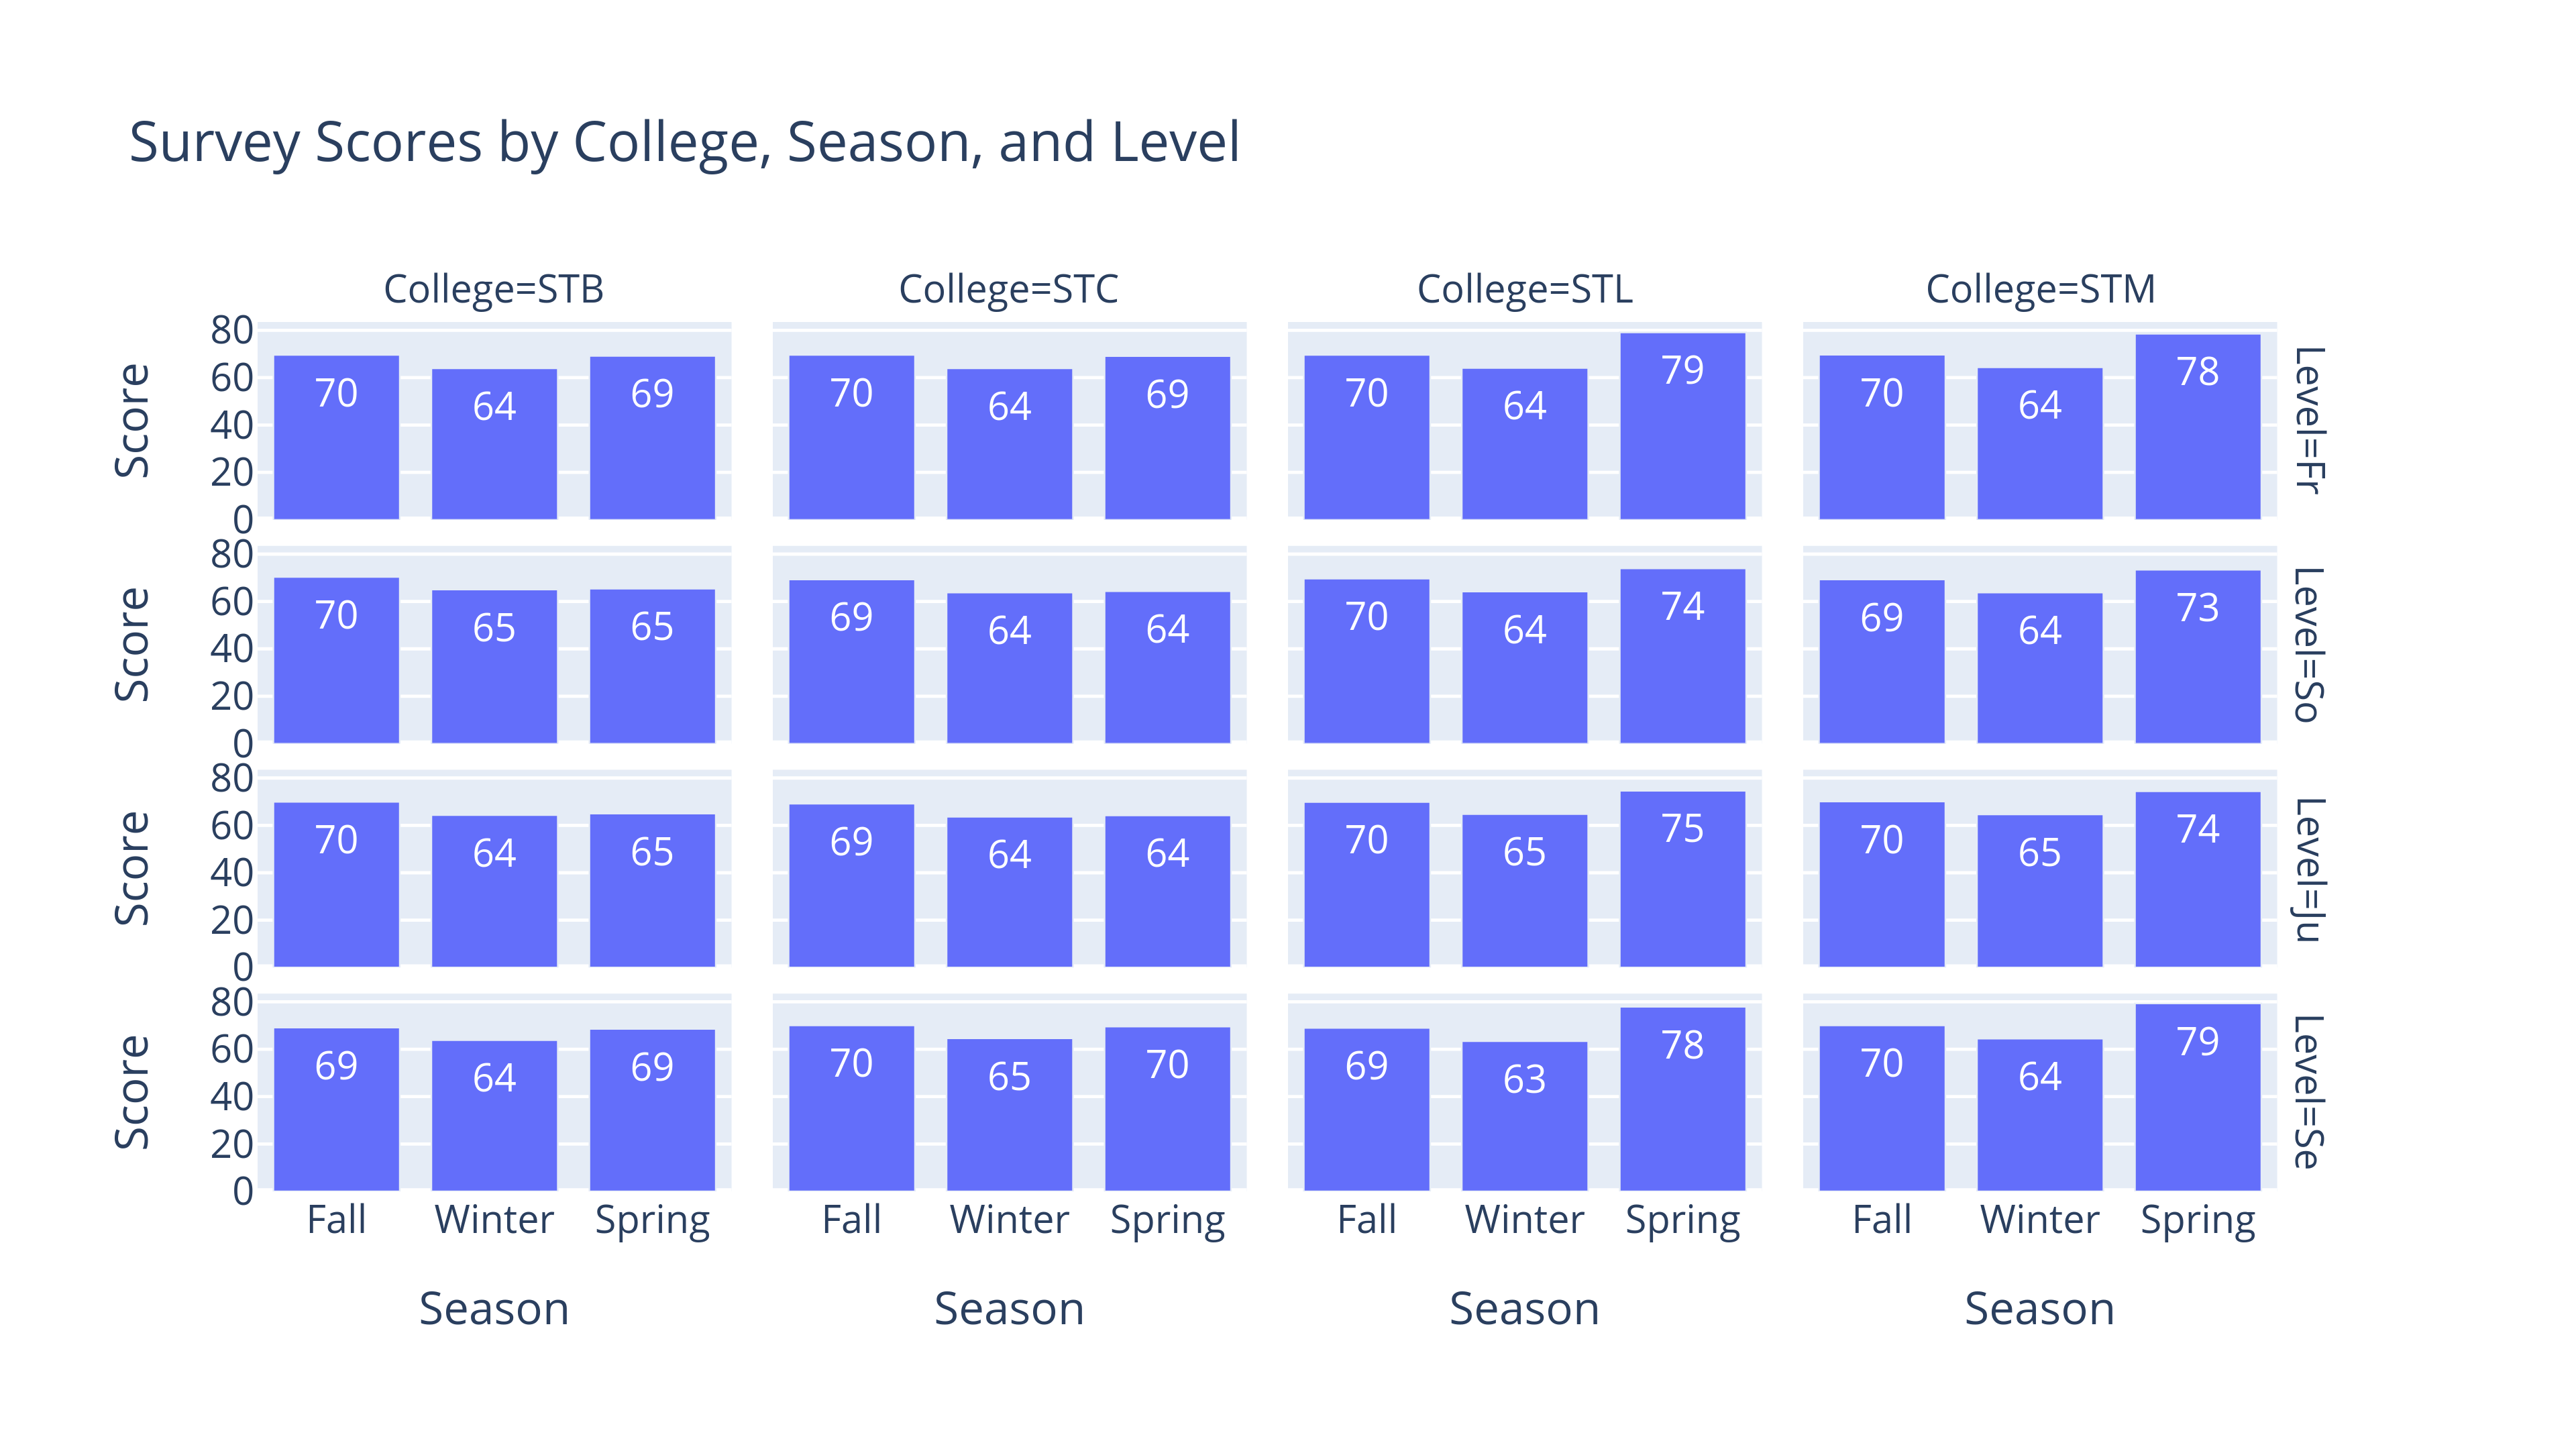 Survey Scores by College, Season, and Level
College=STB College=STC College=STL College=STM
80
60
40
20
0
Score
70 64 69
70 64 69
70 64 79
70 64 78
Level=Fr
80
60
40
20
0
Score
70 65 65
69 64 64
70 64 74
69 64 73
Level=So
80
60
40
20
0
Score
70 64 65
69 64 64
70 65 75
70 65 74
Level=Ju
80
60
40
20
0
Score
69 64 69
70 65 70
69 63 78
70 64 79
Level=Se
Fall Winter Spring Fall Winter Spring Fall Winter Spring Fall Winter Spring
Season Season Season Season